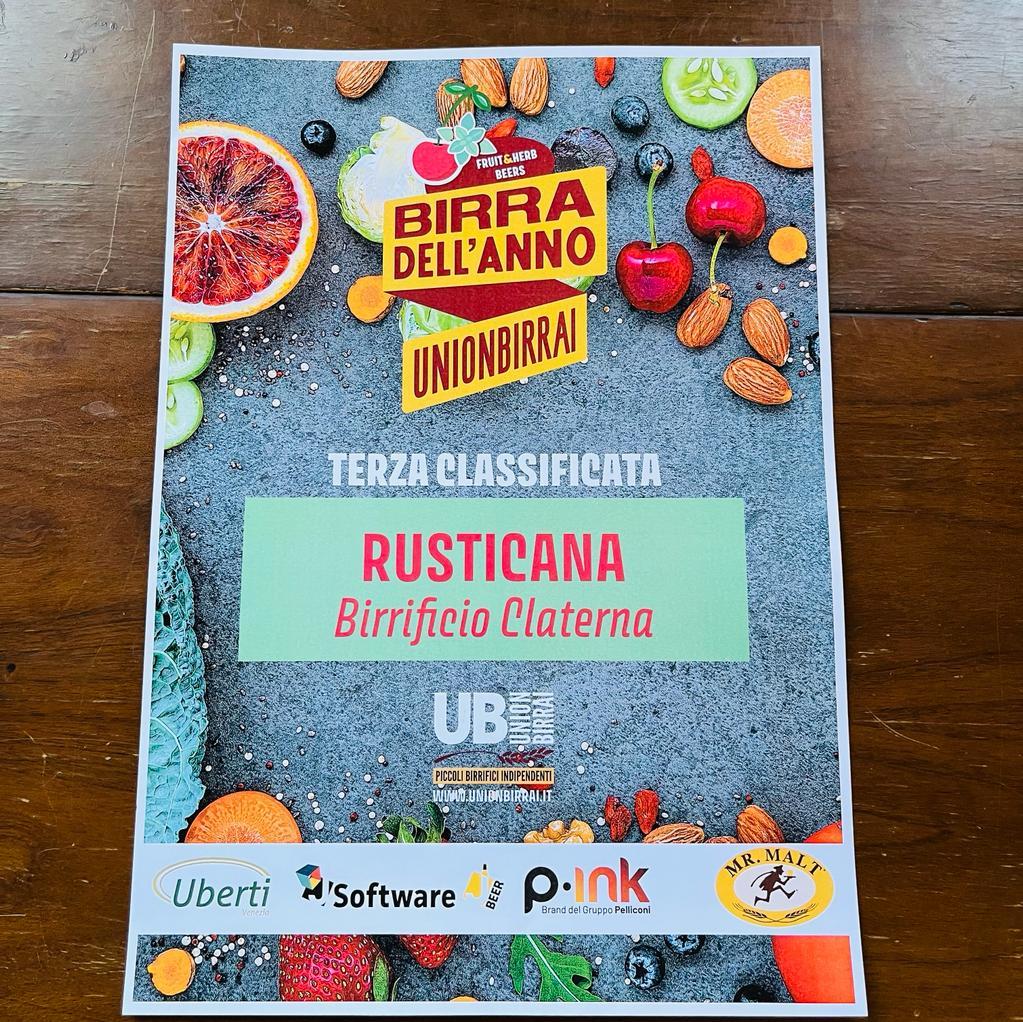 FRUIT&HERB
BEERS
BIRRA
DELL'ANNO
UNIONBIRRAI
TERZA CLASSIFICATA
RUSTICANA
Birrificio Claterna
UB UNION
BIRRAI
PICCOLI BIRRIFICI INDIPENDENTI
WWW.UNIONBIRRAI.IT
Uberti
Venezia
A'Software
BEER
p·ink
Brand del Gruppo Pelliconi
MR. MALT